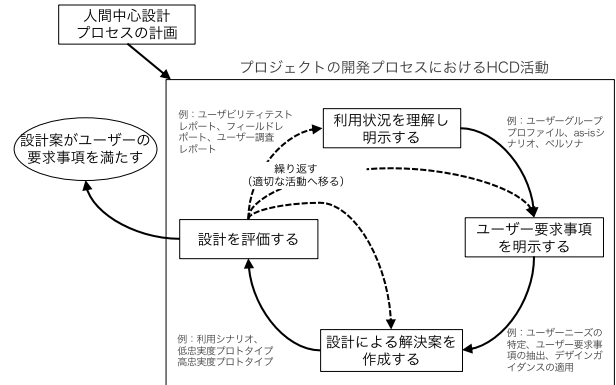 人間中心設計
プロセスの計画
プロジェクトの開発プロセスにおけるHCD活動
例：ユーザビリティテスト
レポート、フィールドレ
ポート、ユーザー調査
レポート
利用状況を理解し
明示する
例：ユーザーグループ
プロファイル、as-isシ
ナリオ、ペルソナ
設計案がユーザーの
要求事項を満たす
繰り返す
（適切な活動へ移る）
設計を評価する
ユーザー要求事項
を明示する
例：利用シナリオ、
低忠実度プロトタイプ
高忠実度プロトタイプ
設計による解決案を
作成する
例：ユーザーニーズの
特定、ユーザー要求事
項の抽出、デザインガ
イダンスの適用